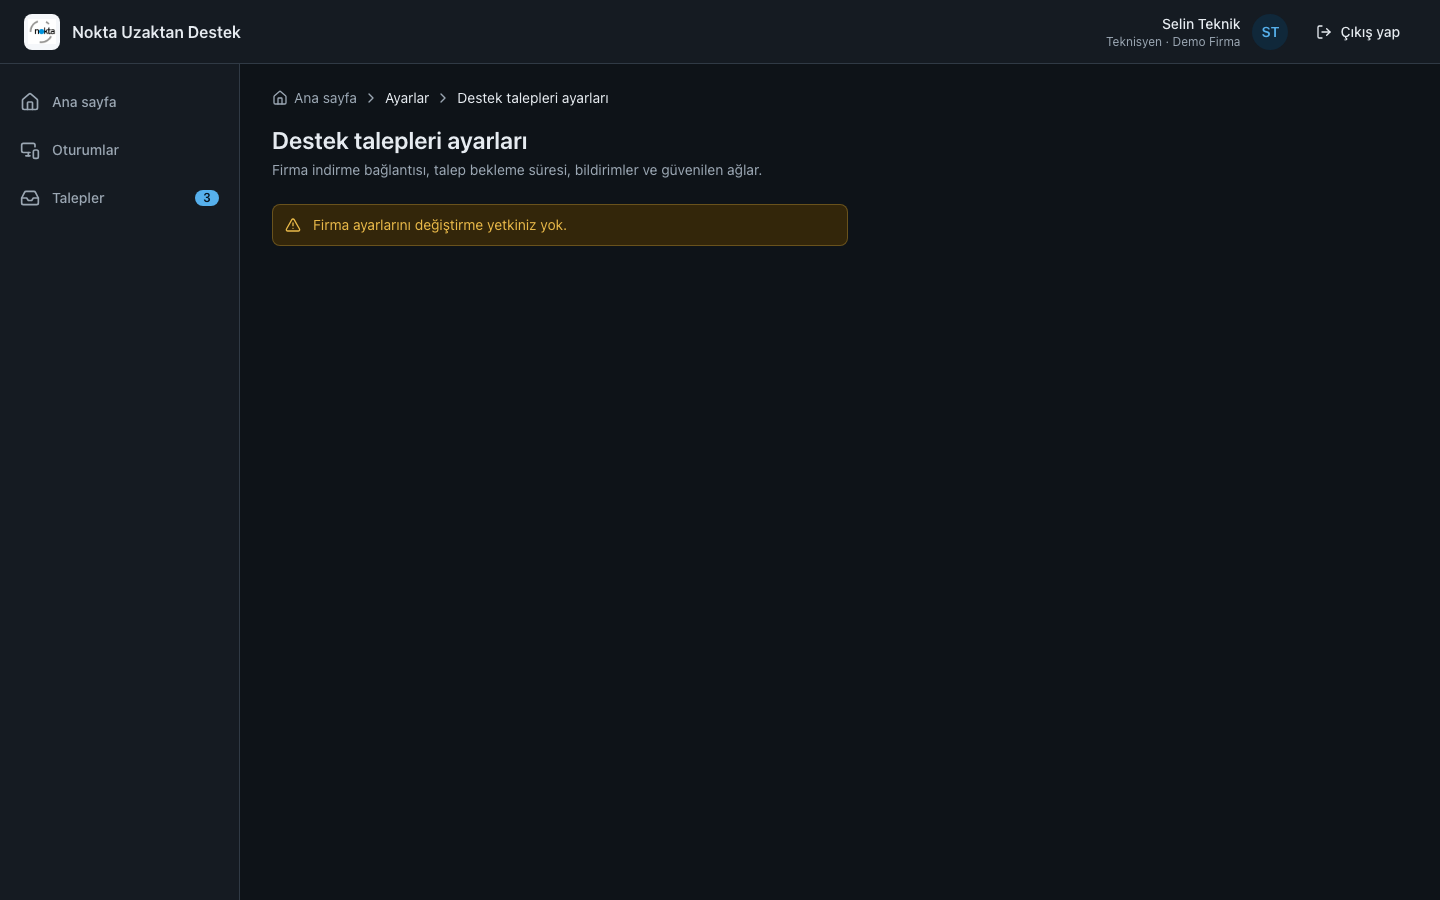 nokta
Nokta Uzaktan Destek
Selin Teknik
Teknisyen · Demo Firma
ST
Çıkış yap
Ana sayfa
Oturumlar
Talepler
3
Ana sayfa > Ayarlar > Destek talepleri ayarları
Destek talepleri ayarları
Firma indirme bağlantısı, talep bekleme süresi, bildirimler ve güvenilen ağlar.
Firma ayarlarını değiştirme yetkiniz yok.